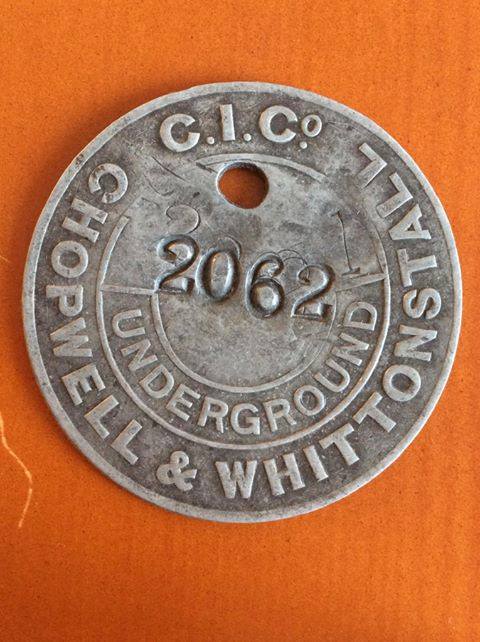 C.I.Co.
CHOPWELL & WHITTONSTALL
2062
UNDERGROUND